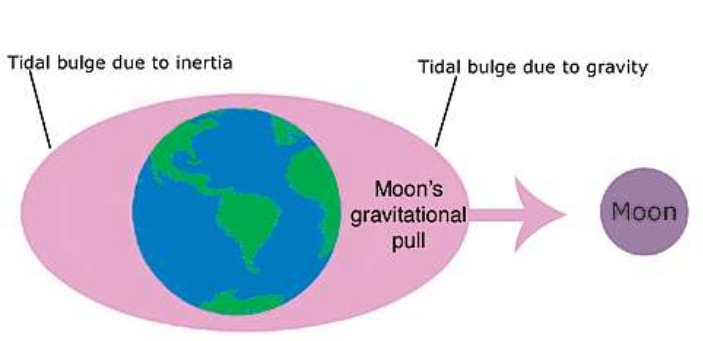 Tidal bulge due to inertia
Tidal bulge due to gravity
Moon's
gravitational
pull
Moon